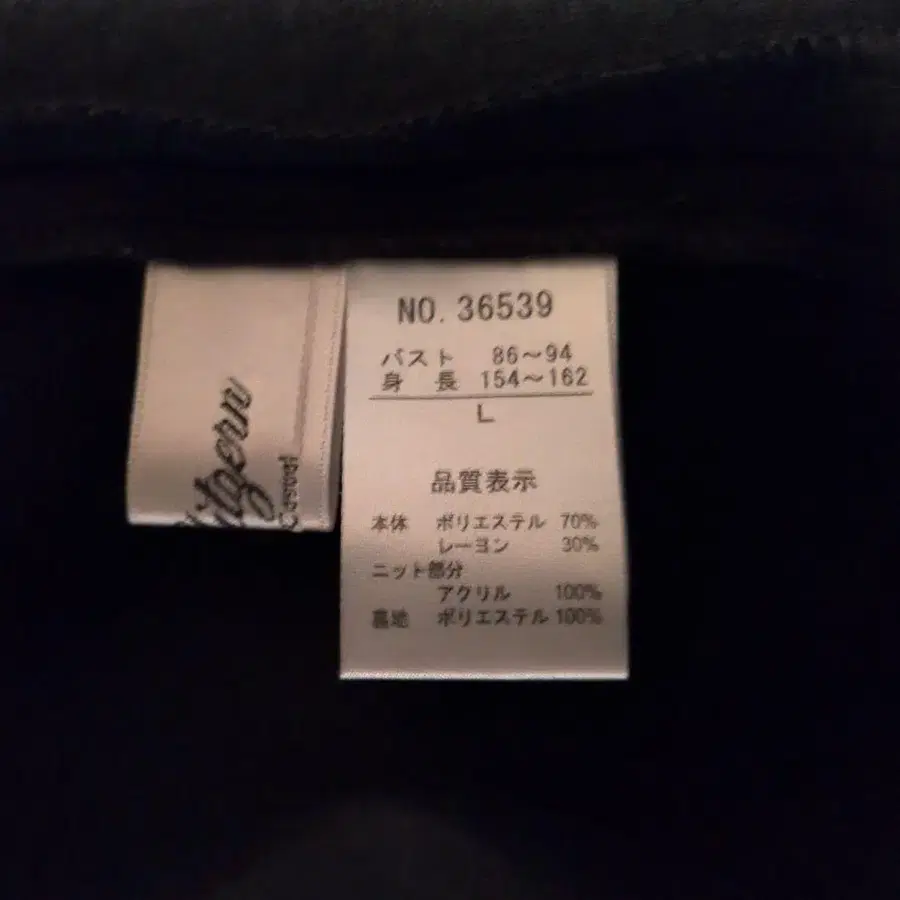 NO. 36539
バスト 86～94
身 長 154～162
L
品質表示
本体 ポリエステル 70%
レーヨン 30%
ニット部分
アクリル 100%
裏地 ポリエステル 100%
Casual